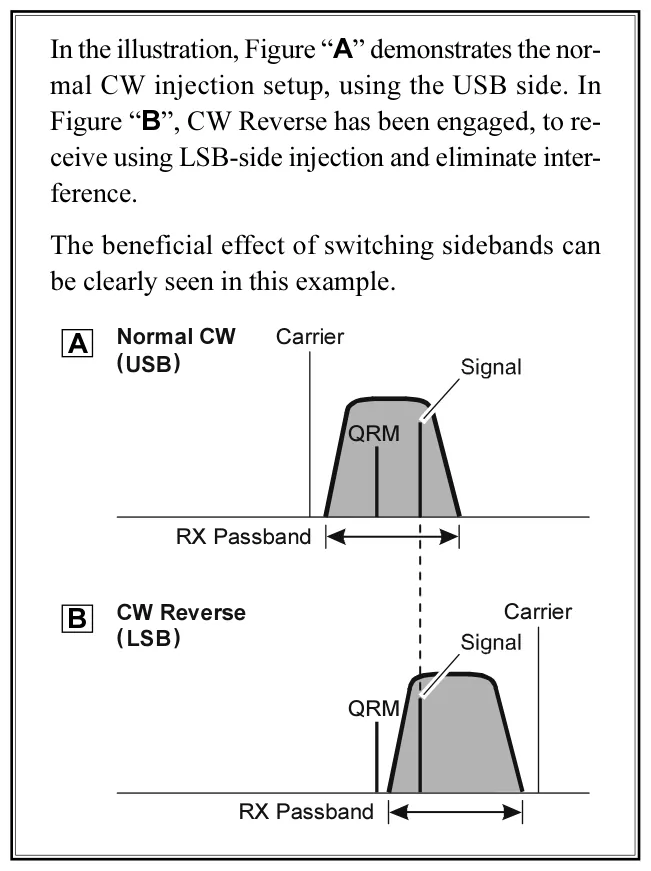 In the illustration, Figure “A” demonstrates the nor-
mal CW injection setup, using the USB side. In
Figure “B”, CW Reverse has been engaged, to re-
ceive using LSB-side injection and eliminate inter-
ference.
The beneficial effect of switching sidebands can
be clearly seen in this example.
A Normal CW
(USB)
Carrier
Signal
QRM
RX Passband
B CW Reverse
(LSB)
Carrier
Signal
QRM
RX Passband